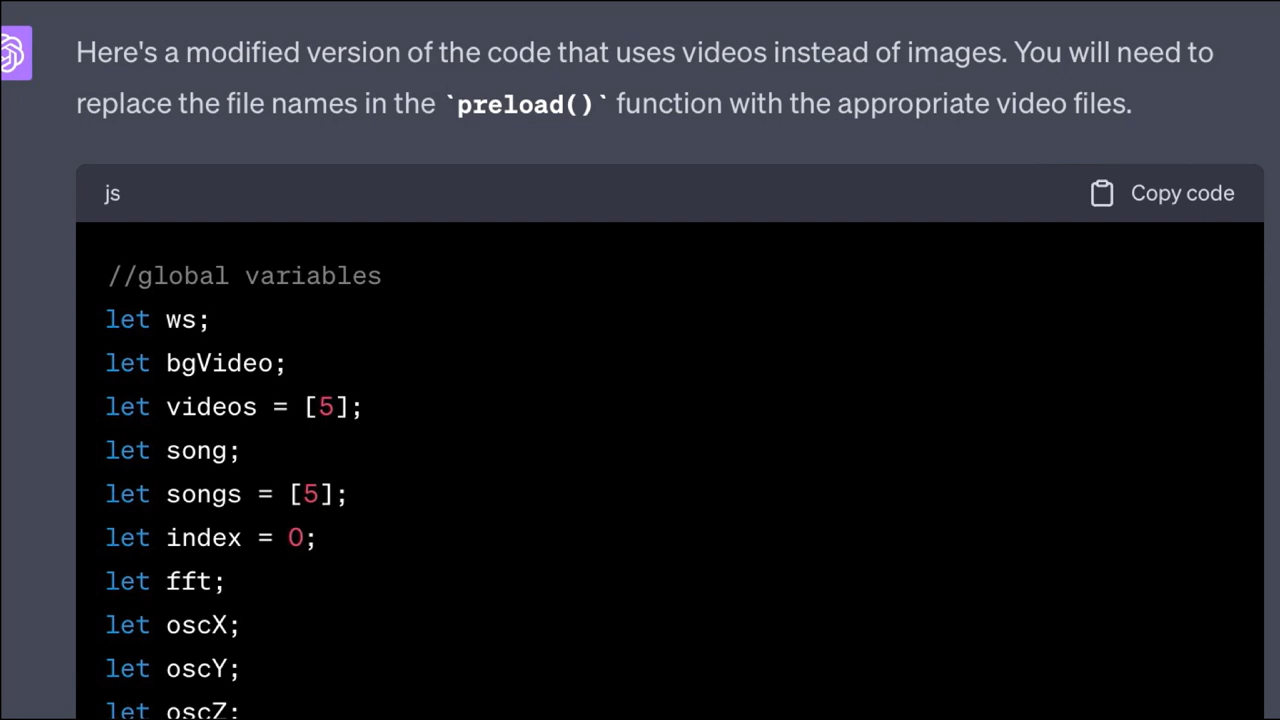 Here's a modified version of the code that uses videos instead of images. You will need to
replace the file names in the `preload()` function with the appropriate video files.
js
Copy code
//global variables
let ws;
let bgVideo;
let videos = [5];
let song;
let songs = [5];
let index = 0;
let fft;
let oscX;
let oscY;
let oscZ;